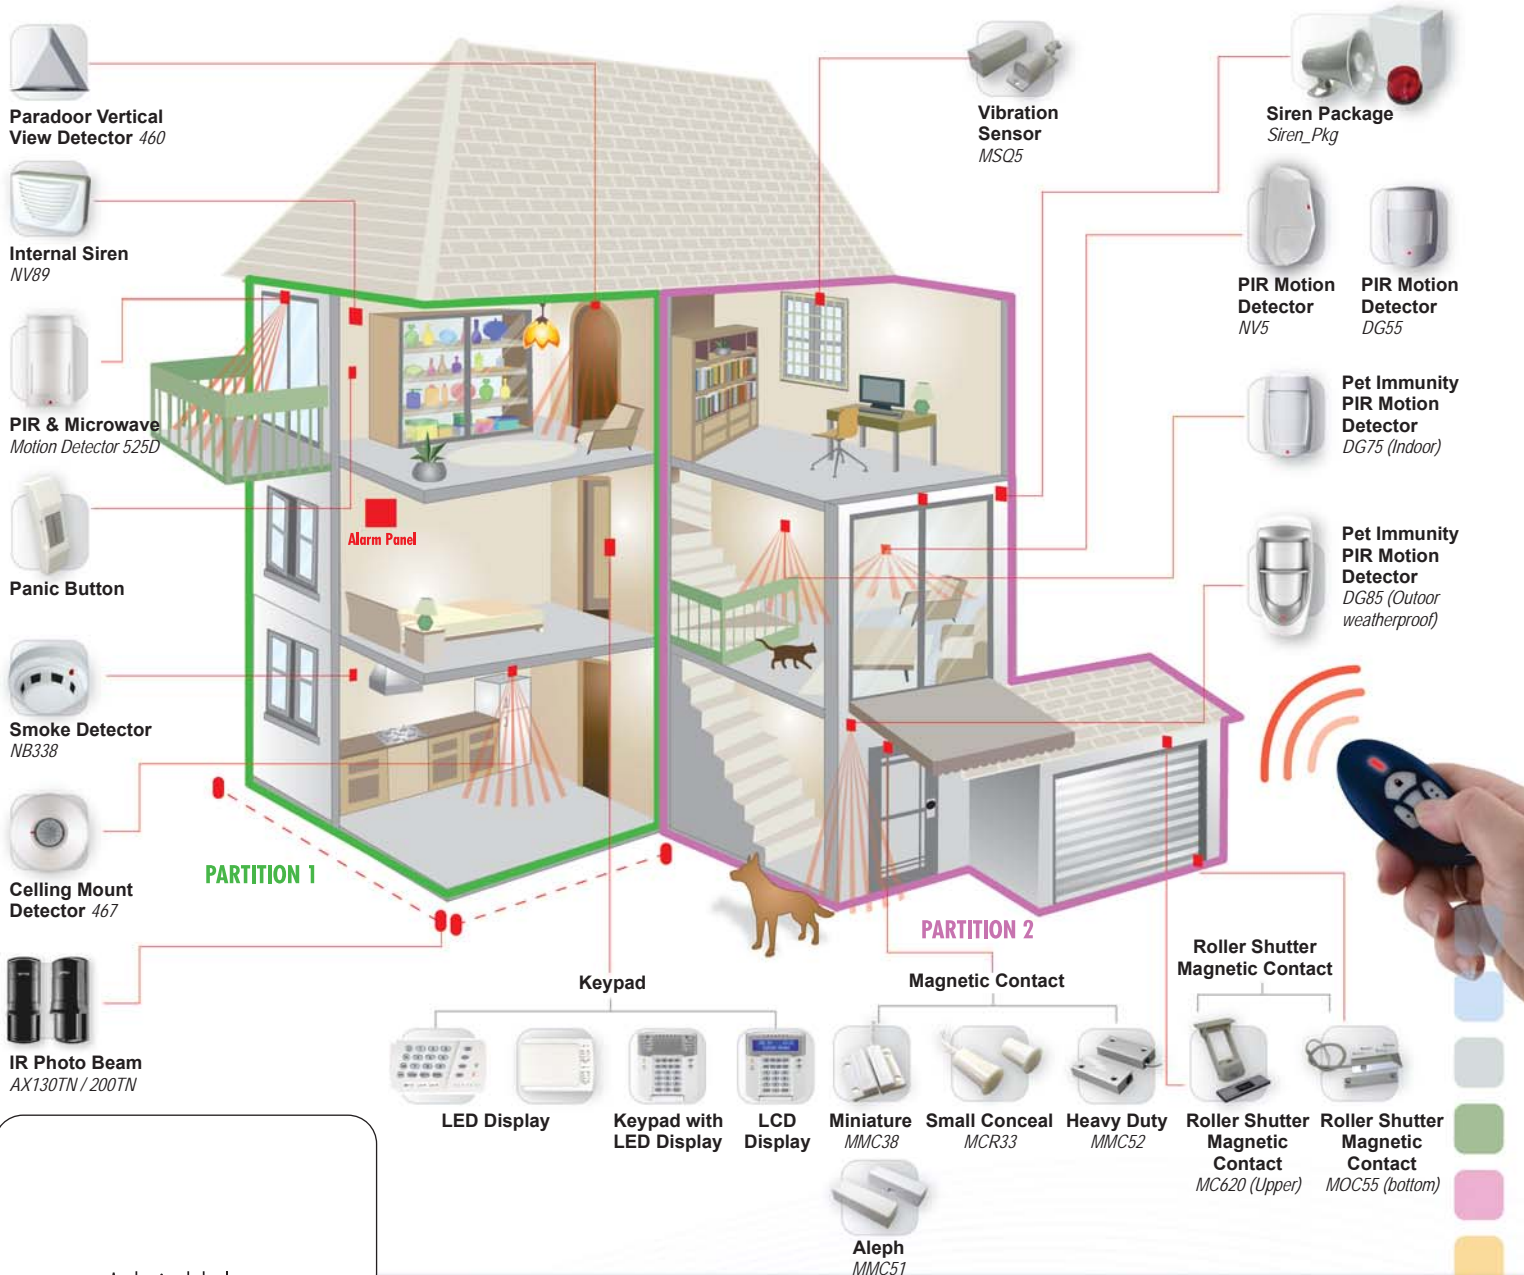 Paradoor Vertical
View Detector 460
Internal Siren
NV89
PIR & Microwave
Motion Detector 525D
Panic Button
Smoke Detector
NB338
Celling Mount
Detector 467
IR Photo Beam
AX130TN / 200TN
Vibration
Sensor
MSQ5
Siren Package
Siren_Pkg
PIR Motion
Detector
NV5
PIR Motion
Detector
DG55
Pet Immunity
PIR Motion
Detector
DG75 (Indoor)
Pet Immunity
PIR Motion
Detector
DG85 (Outoor
weatherproof)
Alarm Panel
PARTITION 1
PARTITION 2
Keypad
LED Display
Keypad with
LED Display
LCD
Display
Magnetic Contact
Miniature
MMC38
Small Conceal
MCR33
Heavy Duty
MMC52
Aleph
MMC51
Roller Shutter
Magnetic Contact
Roller Shutter
Magnetic
Contact
MC620 (Upper)
Roller Shutter
Magnetic
Contact
MOC55 (bottom)